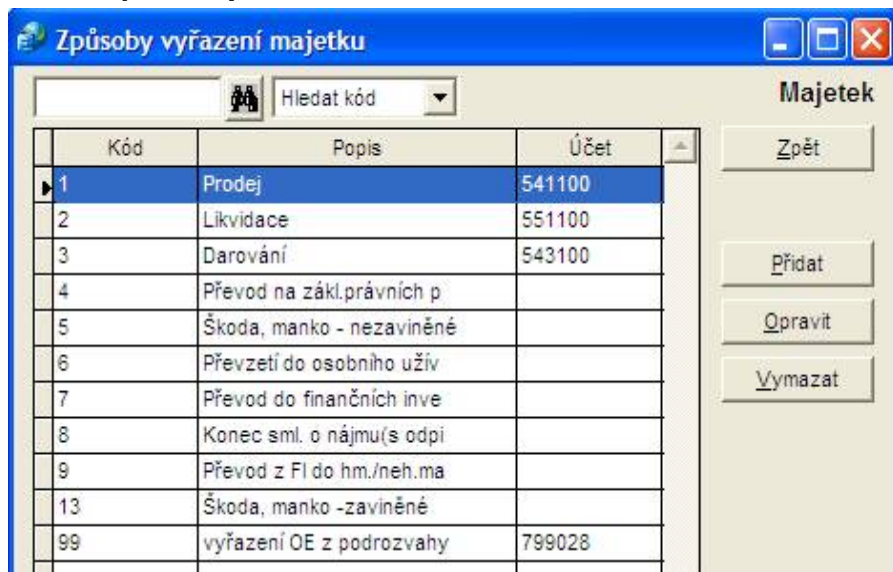 Způsoby vyřazení majetku
Hledat kód
Majetek
Kód Popis Účet
Zpět
1 Prodej 541100
2 Likvidace 551100
3 Darování 543100
Přidat
4 Převod na zákl.právních p
5 Škoda, manko - nezaviněné
Opravit
6 Převzetí do osobního užív
Vymazat
7 Převod do finančních inve
8 Konec sml. o nájmu(s odpi
9 Převod z FI do hm./neh.ma
13 Škoda, manko -zaviněné
99 vyřazení OE z podrozvahy 799028